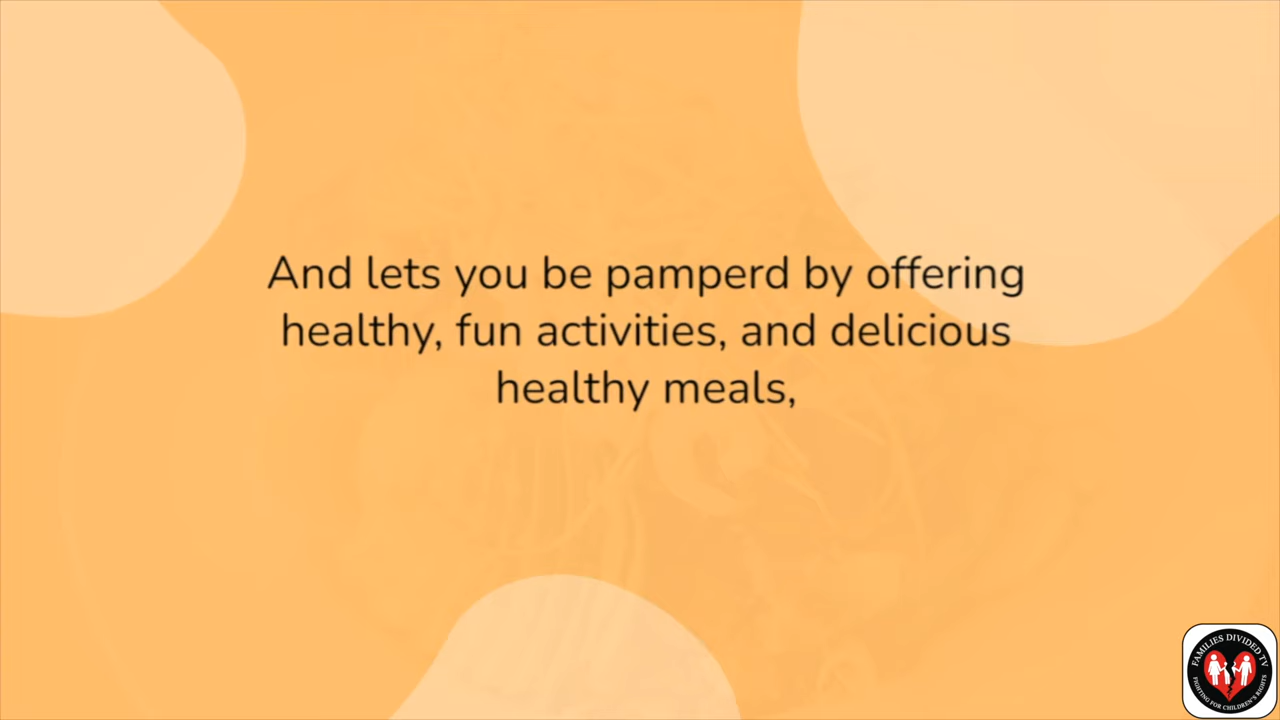 And lets you be pamperd by offering
healthy, fun activities, and delicious
healthy meals,
FAMILIES DIVIDED TV
FIGHTING FOR CHILDREN'S RIGHTS